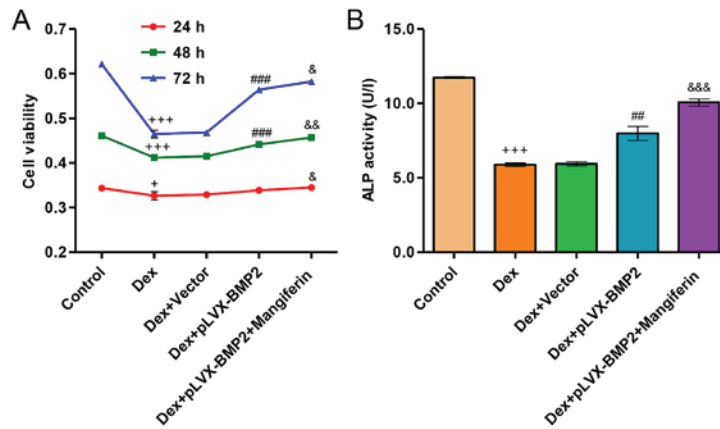 A
0.7
0.6
0.5
0.4
0.3
0.2
Cell viability
24 h
48 h
72 h
+++
+++
+
###
###
&
&&
&
Control
Dex
Dex+Vector
Dex+pLVX-BMP2
Dex+pLVX-BMP2+Mangiferin
B
15.0
10.0
5.0
0.0
ALP activity (U/l)
+++
##
&&&
Control
Dex
Dex+Vector
Dex+pLVX-BMP2
Dex+pLVX-BMP2+Mangiferin